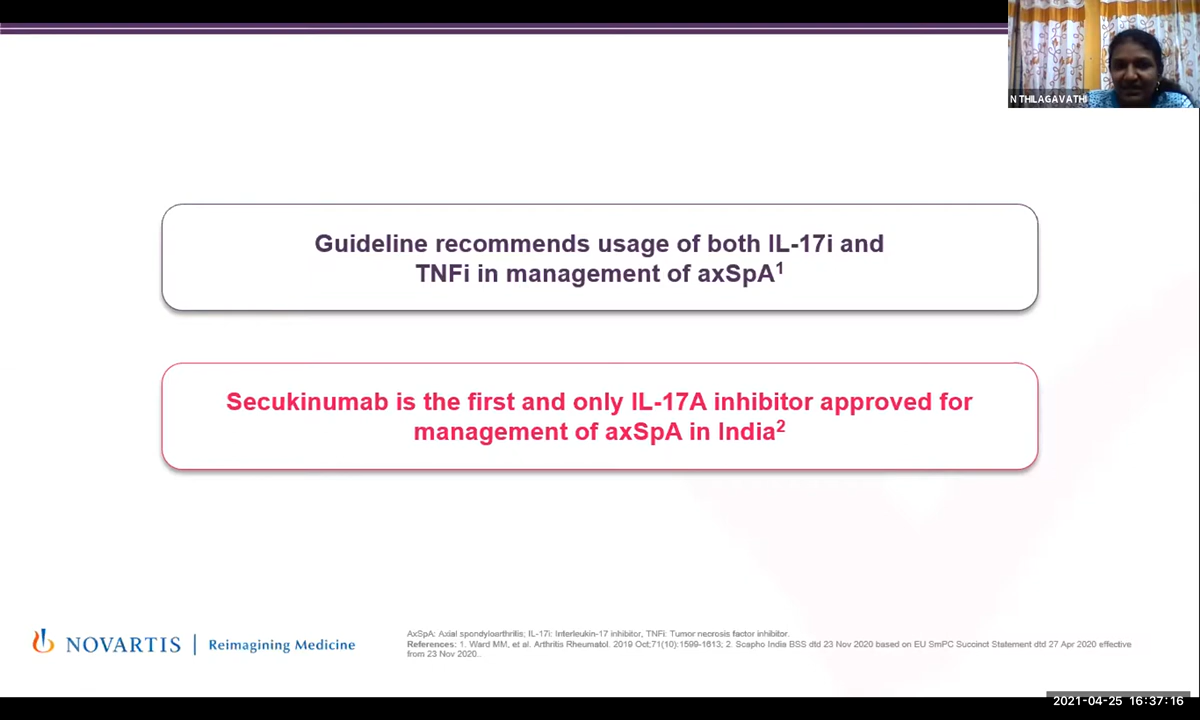 N THILAGAVATHI
Guideline recommends usage of both IL-17i and
TNFi in management of axSpA1
Secukinumab is the first and only IL-17A inhibitor approved for
management of axSpA in India2
NOVARTIS | Reimagining Medicine
AxSpA: Axial spondyloarthritis; IL-17i: Interleukin-17 inhibitor, TNFi: Tumor necrosis factor inhibitor.
References: 1. Ward MM, et al. Arthritis Rheumatol. 2019 Oct;71(10):1599-1613; 2. Scapho India BSS dtd 23 Nov 2020 based on EU SmPC Succinct Statement dtd 27 Apr 2020 effective
from 23 Nov 2020..
2021-04-25 16:37:16